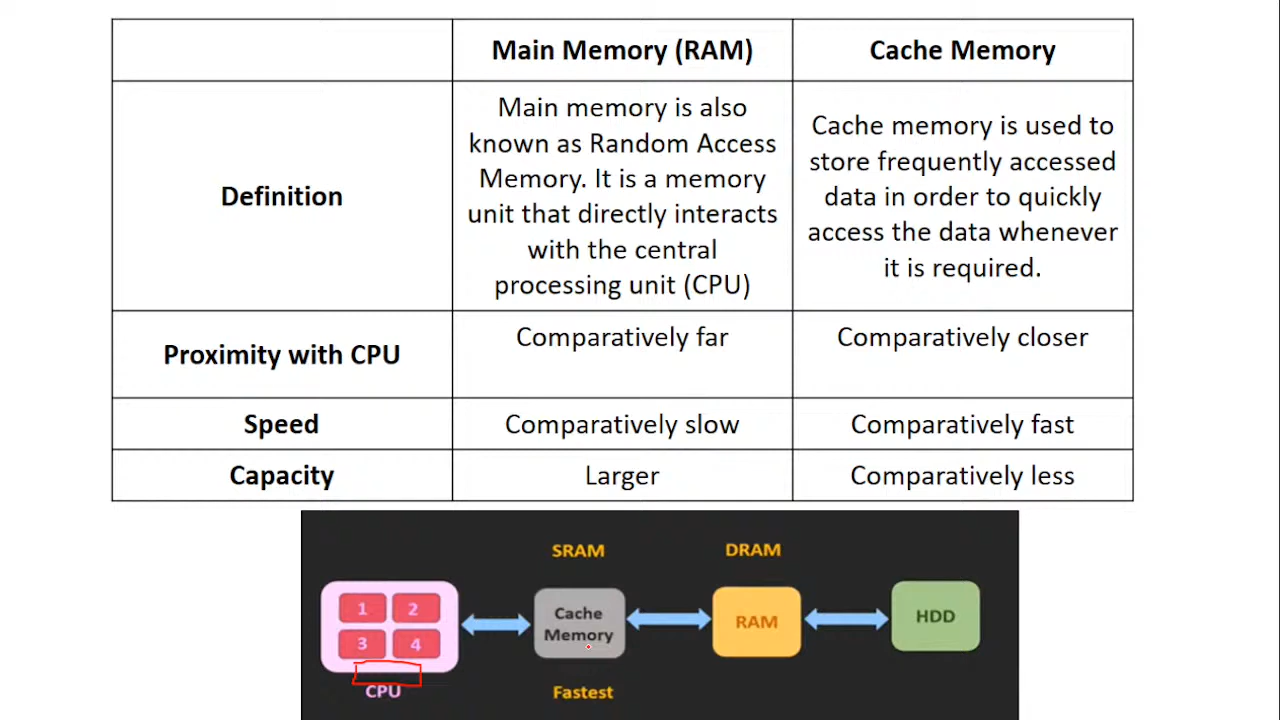 Main Memory (RAM)
Cache Memory
Definition
Main memory is also
known as Random Access
Memory. It is a memory
unit that directly interacts
with the central
processing unit (CPU)
Cache memory is used to
store frequently accessed
data in order to quickly
access the data whenever
it is required.
Proximity with CPU
Comparatively far
Comparatively closer
Speed
Comparatively slow
Comparatively fast
Capacity
Larger
Comparatively less
SRAM
DRAM
1
2
3
4
Cache
Memory
RAM
HDD
CPU
Fastest